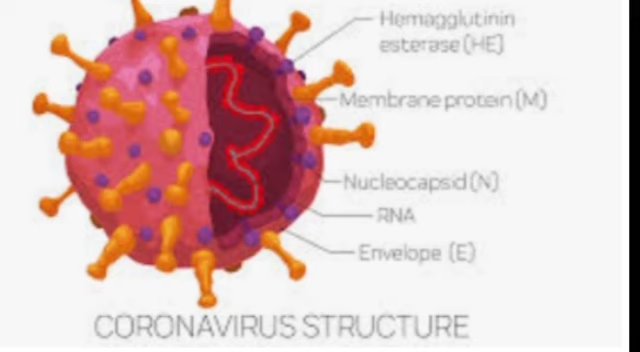 Hemagglutinin
esterase (HE)
Membrane protein (M)
Nucleocapsid (N)
RNA
Envelope (E)
CORONAVIRUS STRUCTURE